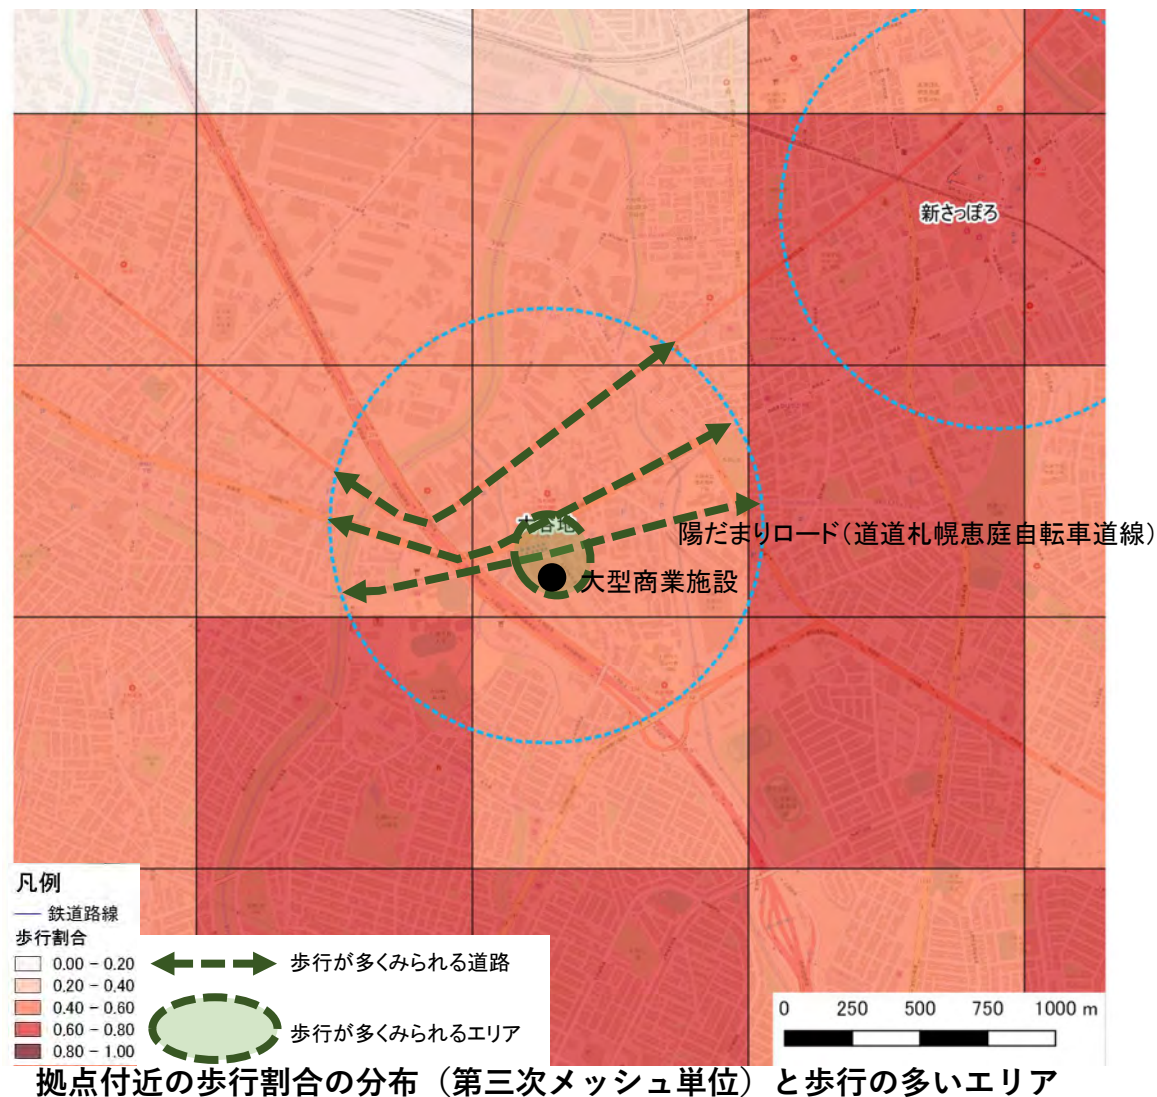 新さっぽろ
大谷地
陽だまりロード（道道札幌恵庭自転車道線）
大型商業施設
凡例
鉄道路線
歩行割合
0.00 - 0.20
0.20 - 0.40
0.40 - 0.60
0.60 - 0.80
0.80 - 1.00
歩行が多くみられる道路
歩行が多くみられるエリア
0 250 500 750 1000 m
拠点付近の歩行割合の分布（第三次メッシュ単位）と歩行の多いエリア